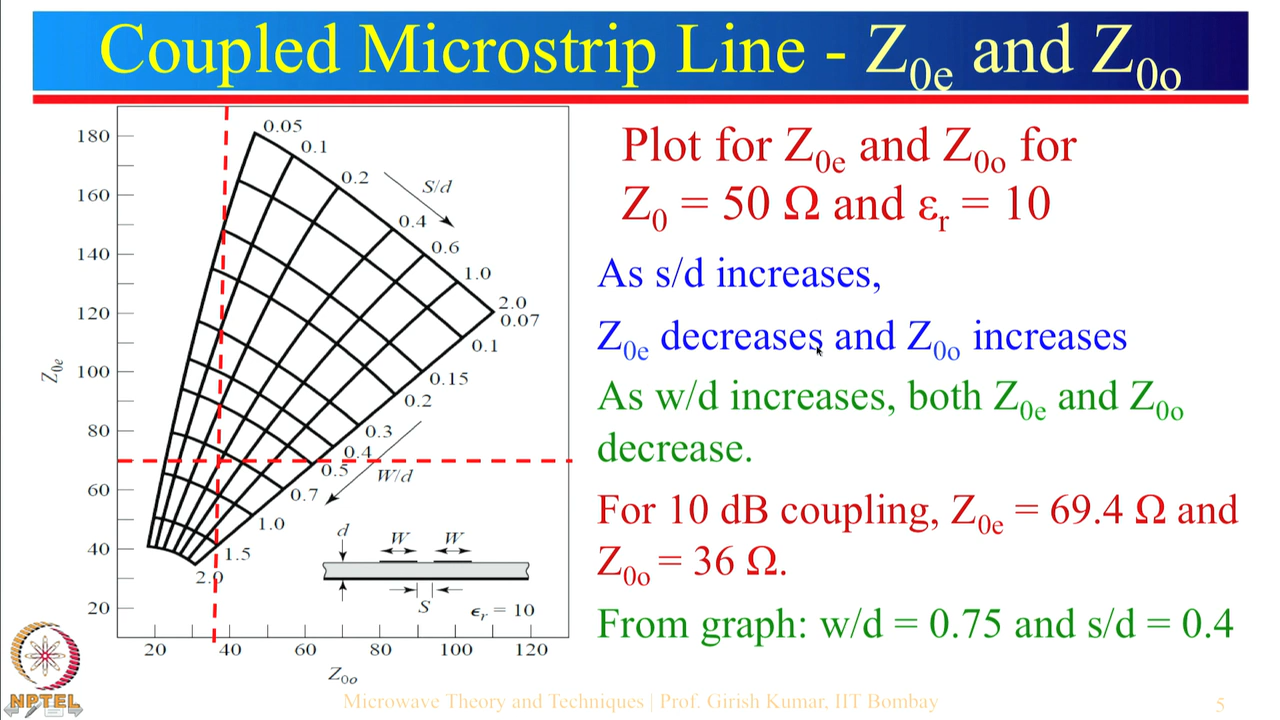 Coupled Microstrip Line - Z₀ₑ and Z₀ₒ
Plot for Z₀ₑ and Z₀ₒ for
Z₀ = 50 Ω and εᵣ = 10
As s/d increases,
Z₀ₑ decreases and Z₀ₒ increases
As w/d increases, both Z₀ₑ and Z₀ₒ
decrease.
For 10 dB coupling, Z₀ₑ = 69.4 Ω and
Z₀ₒ = 36 Ω.
From graph: w/d = 0.75 and s/d = 0.4
180
160
140
120
100
80
60
40
20
Z₀ₑ
20
40
60
80
100
120
Z₀ₒ
0.05
0.1
0.2
0.4
0.6
1.0
2.0
S/d
0.07
0.1
0.15
0.2
0.3
0.4
0.5
0.7
1.0
1.5
2.0
W/d
d
W
W
S
ϵᵣ = 10
NPTEL
Microwave Theory and Techniques | Prof. Girish Kumar, IIT Bombay
5